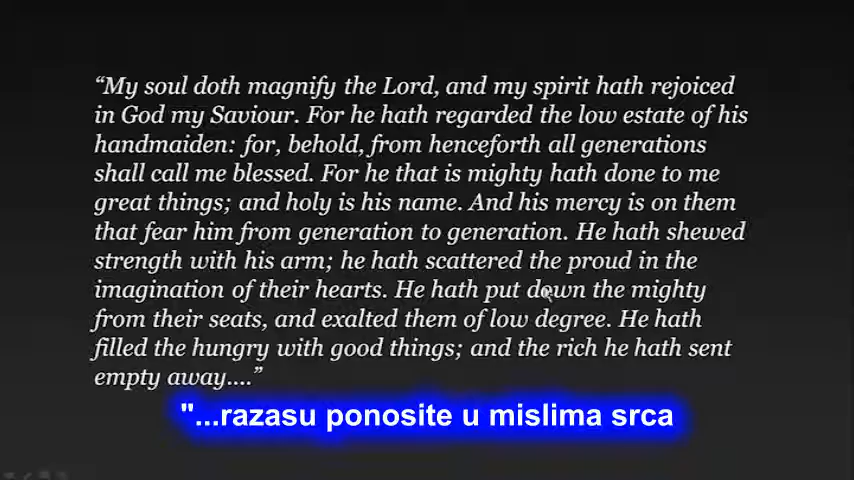 “My soul doth magnify the Lord, and my spirit hath rejoiced
in God my Saviour. For he hath regarded the low estate of his
handmaiden: for, behold, from henceforth all generations
shall call me blessed. For he that is mighty hath done to me
great things; and holy is his name. And his mercy is on them
that fear him from generation to generation. He hath shewed
strength with his arm; he hath scattered the proud in the
imagination of their hearts. He hath put down the mighty
from their seats, and exalted them of low degree. He hath
filled the hungry with good things; and the rich he hath sent
empty away....”
"...razasu ponosite u mislima srca